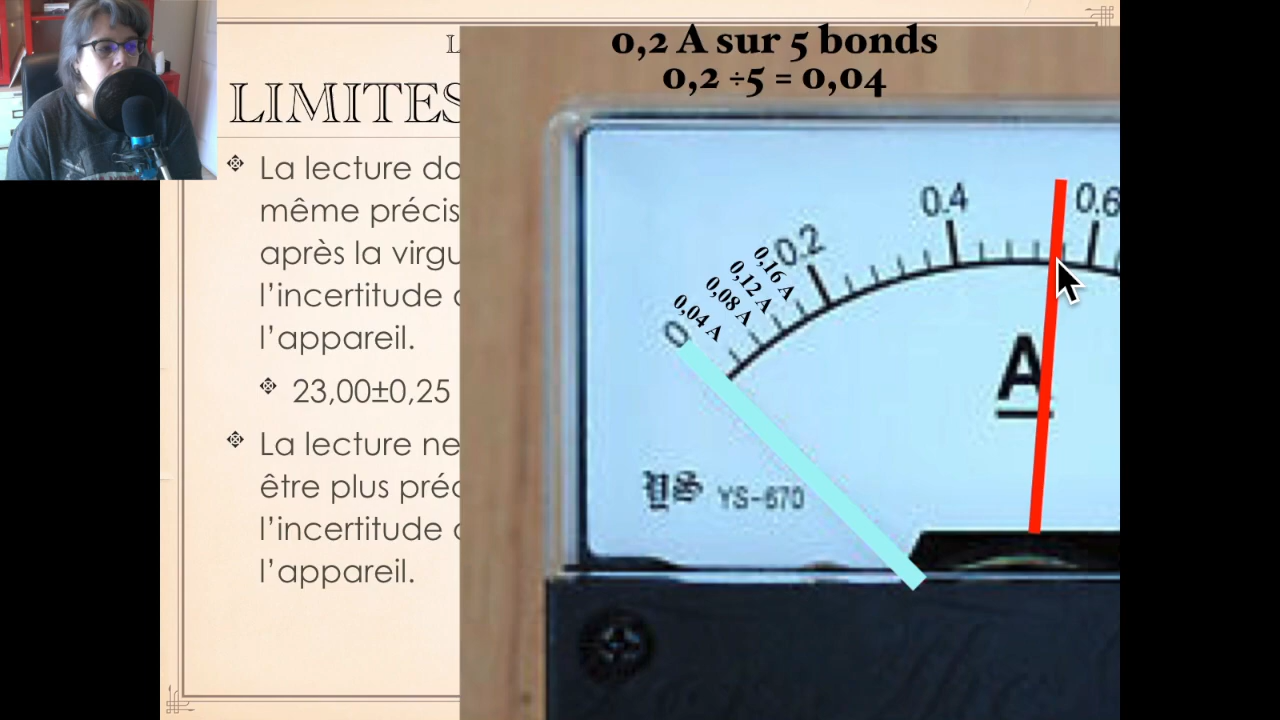 0,2 A sur 5 bonds
0,2 ÷5 = 0,04
LIMITES
La lecture do
même précis
après la virgu
l’incertitude
l’appareil.
23,00±0,25
La lecture ne
être plus préc
l’incertitude
l’appareil.
0
0,04 A
0,08 A
0,12 A
0,16 A
0.2
0.4
0.6
A
YS YS-670